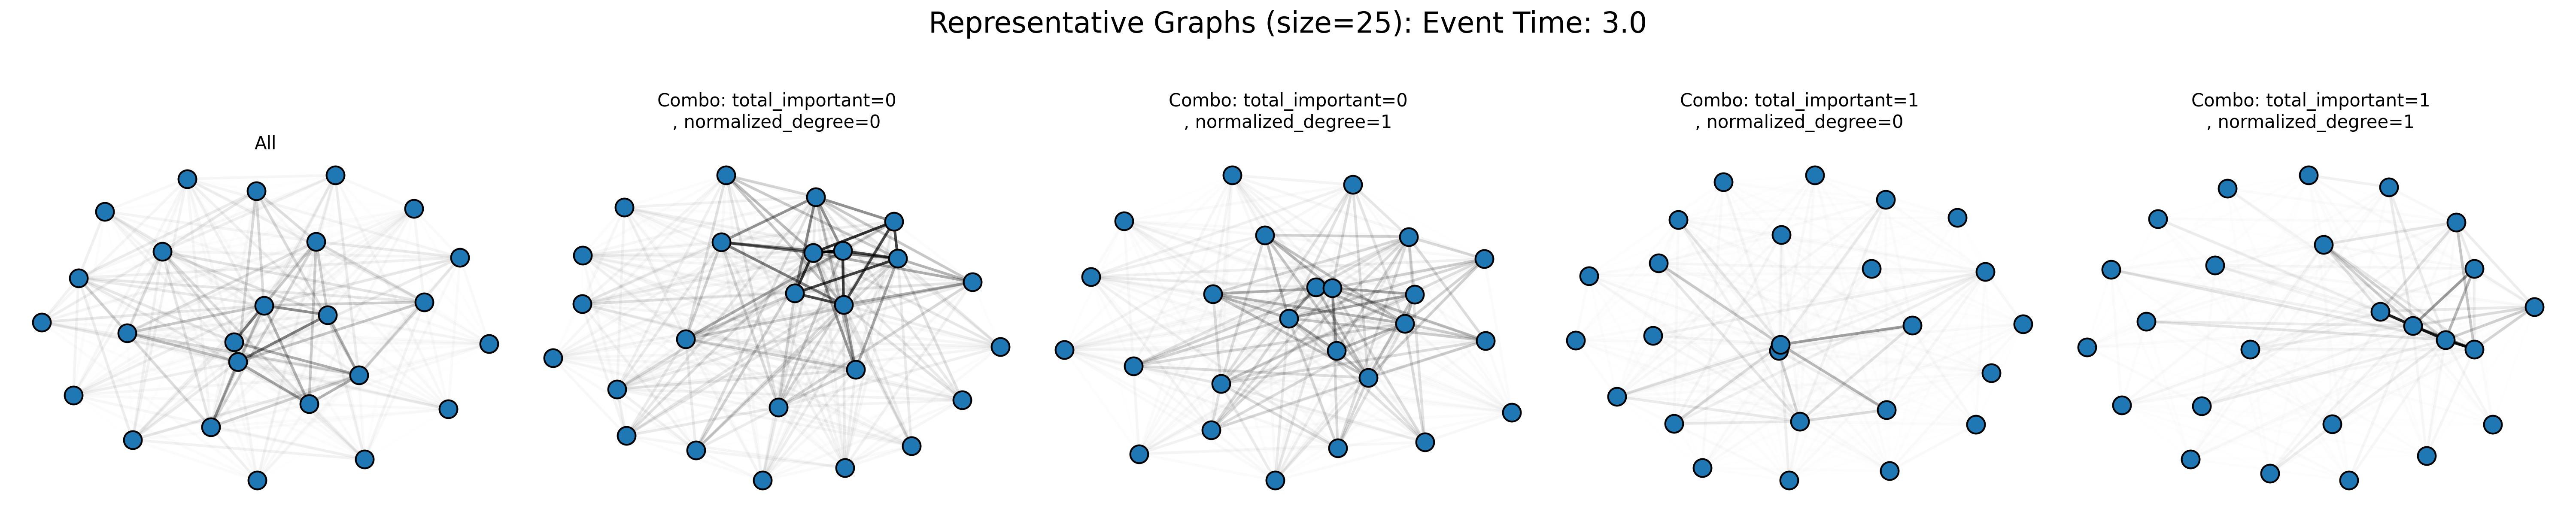 Representative Graphs (size=25): Event Time: 3.0
All
Combo: total_important=0
, normalized_degree=0
Combo: total_important=0
, normalized_degree=1
Combo: total_important=1
, normalized_degree=0
Combo: total_important=1
, normalized_degree=1